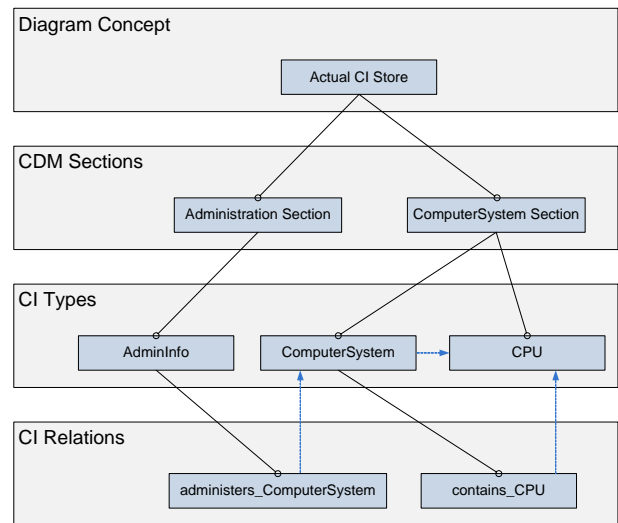 Diagram Concept
Actual CI Store
CDM Sections
Administration Section
ComputerSystem Section
CI Types
AdminInfo
ComputerSystem
CPU
CI Relations
administers_ComputerSystem
contains_CPU